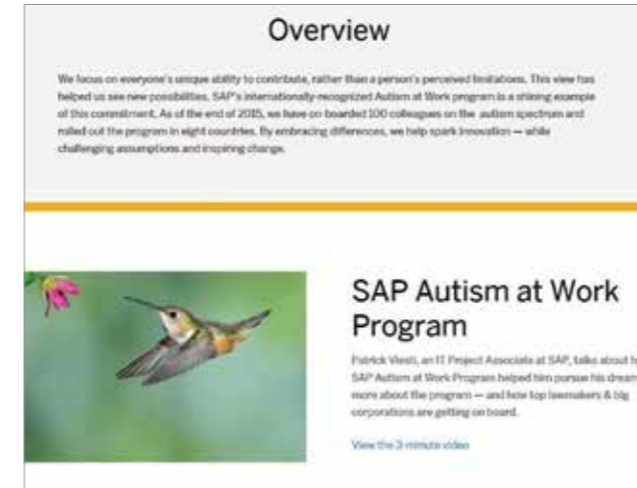 Overview
We focus on everyone's unique ability to contribute, rather than a person's perceived limitations. This view has
helped us see new possibilities. SAP's internationally-recognized Autism at Work program is a shining example
of this commitment. As of the end of 2015, we have on-boarded 100 colleagues on the autism spectrum and
rolled out the program in eight countries. By embracing differences, we help spark innovation — while
challenging assumptions and inspiring change.
SAP Autism at Work
Program
Patrick Viesti, an IT Project Associate at SAP, talks about
SAP Autism at Work Program helped him pursue his
more about the program — and how top lawmakers & big
corporations are getting on board.
View the 3-minute video